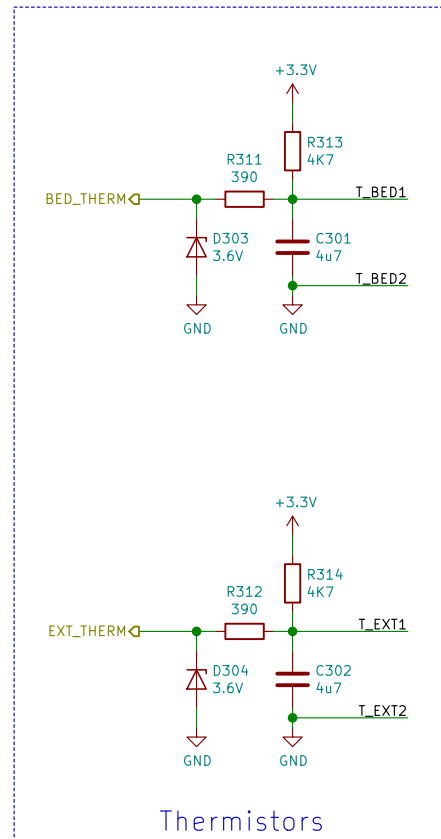 +3.3V
R313
4K7
R311
390
BED_THERM
T_BED1
D303
3.6V
C301
4u7
T_BED2
GND
GND
+3.3V
R314
4K7
R312
390
EXT_THERM
T_EXT1
D304
3.6V
C302
4u7
T_EXT2
GND
GND
Thermistors